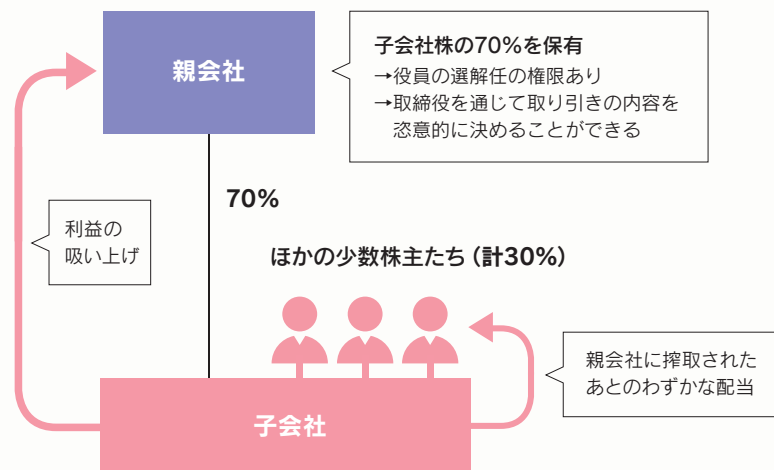 親会社
子会社株の70%を保有
→役員の選解任の権限あり
→取締役を通じて取り引きの内容を
恣意的に決めることができる
70%
利益の
吸い上げ
ほかの少数株主たち（計30%）
親会社に搾取された
あとのわずかな配当
子会社